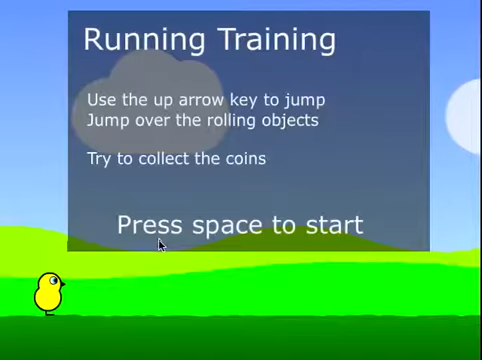 Running Training
Use the up arrow key to jump
Jump over the rolling objects
Try to collect the coins
Press space to start